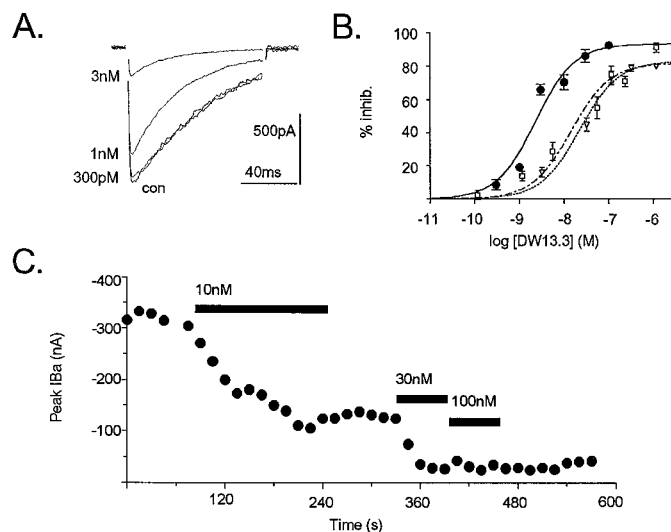 A.
3nM
1nM
300pM
con
500pA
40ms
B.
% inhib.
100
80
60
40
20
-11 -10 -9 -8 -7 -6 -5
log [DW13.3] (M)
C.
Peak IBa (nA)
-400
-300
-200
-100
10nM
30nM
100nM
120 240 360 480 600
Time (s)